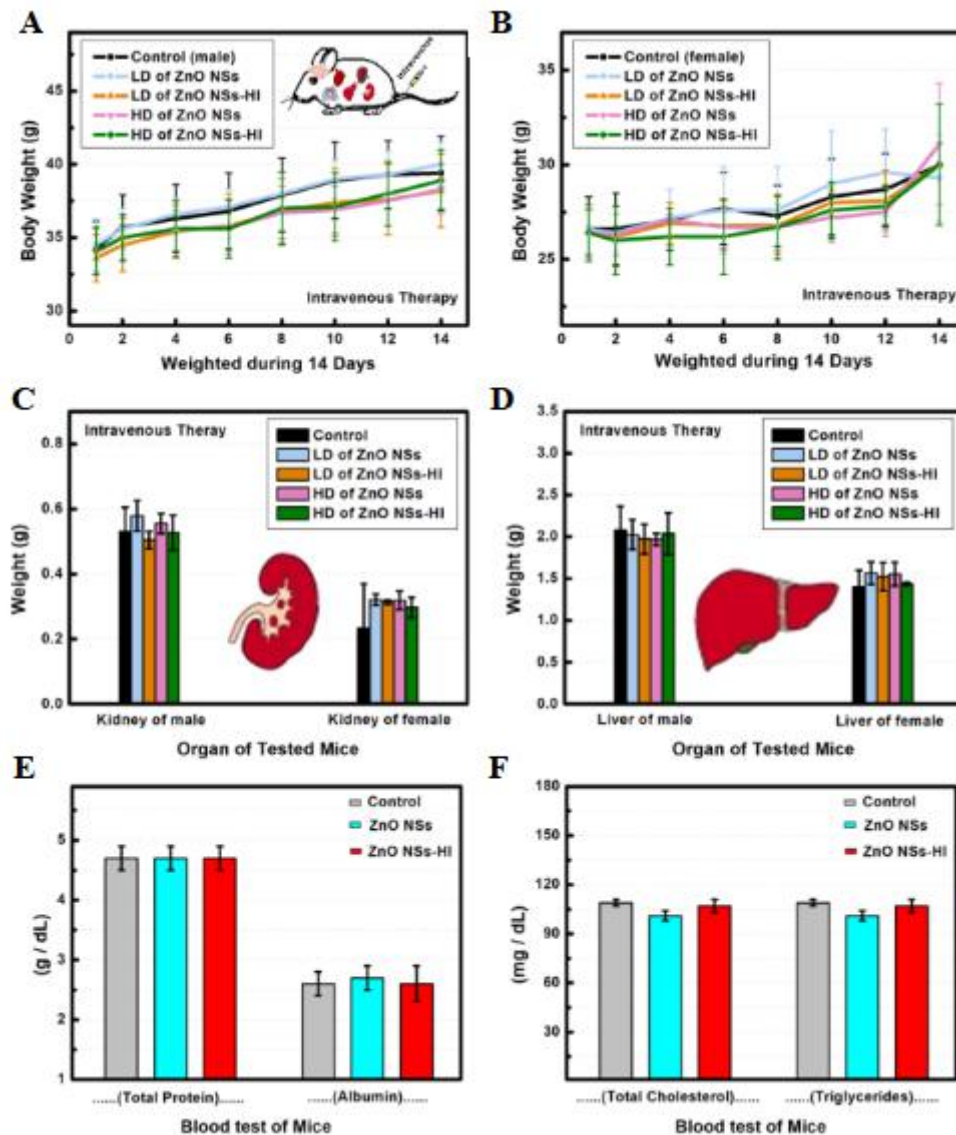 A
Control (male)
LD of ZnO NSs
LD of ZnO NSs-HI
HD of ZnO NSs
HD of ZnO NSs-HI
Body Weight (g)
40
35
30
Intravenous Therapy
0 2 4 6 8 10 12 14
Weighted during 14 Days
B
Control (female)
LD of ZnO NSs
LD of ZnO NSs-HI
HD of ZnO NSs
HD of ZnO NSs-HI
Body Weight (g)
35
30
25
Intravenous Therapy
0 2 4 6 8 10 12 14
Weighted during 14 Days
C
Intravenous Theray
Control
LD of ZnO NSs
LD of ZnO NSs-HI
HD of ZnO NSs
HD of ZnO NSs-HI
Weight (g)
0.8
0.6
0.4
0.2
0.0
Kidney of male Kidney of female
Organ of Tested Mice
D
Intravenous Theray
Control
LD of ZnO NSs
LD of ZnO NSs-HI
HD of ZnO NSs
HD of ZnO NSs-HI
Weight (g)
3.5
3.0
2.5
2.0
1.5
1.0
0.5
0.0
Liver of male Liver of female
Organ of Tested Mice
E
Control
ZnO NSs
ZnO NSs-HI
(g / dL)
5
4
3
2
1
......(Total Protein)...... ......(Albumin)......
Blood test of Mice
F
Control
ZnO NSs
ZnO NSs-HI
(mg / dL)
180
150
120
90
60
30
......(Total Cholesterol)...... ......(Triglycerides)......
Blood test of Mice